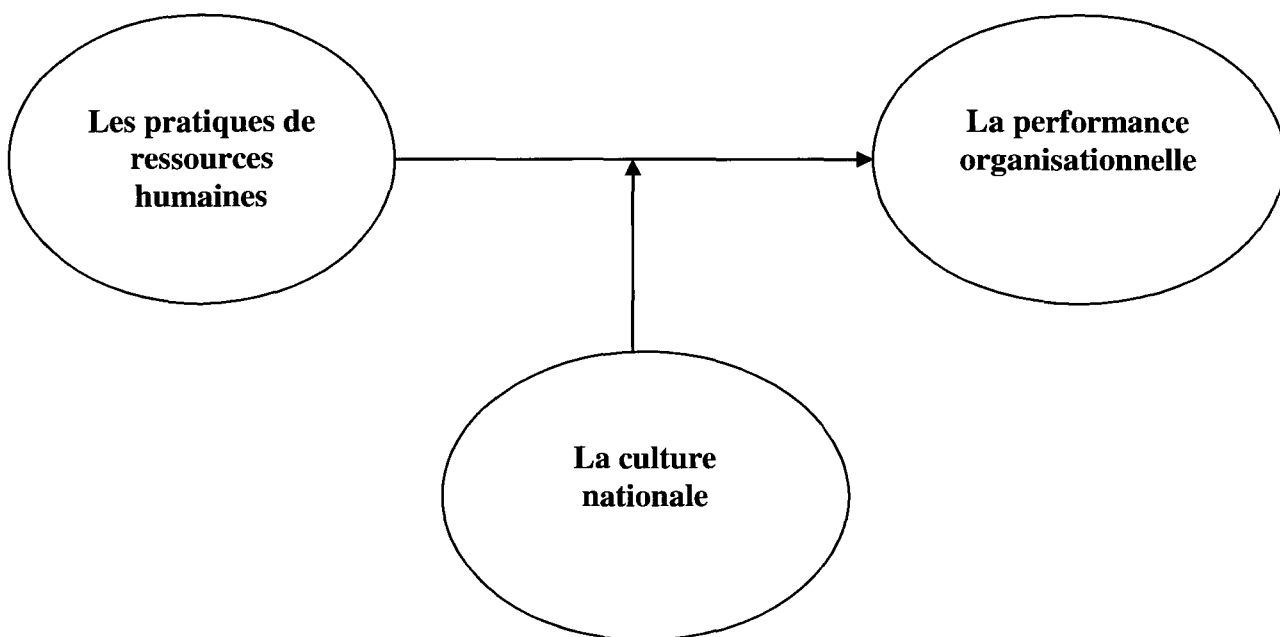 Les pratiques de
ressources
humaines
La performance
organisationnelle
La culture
nationale